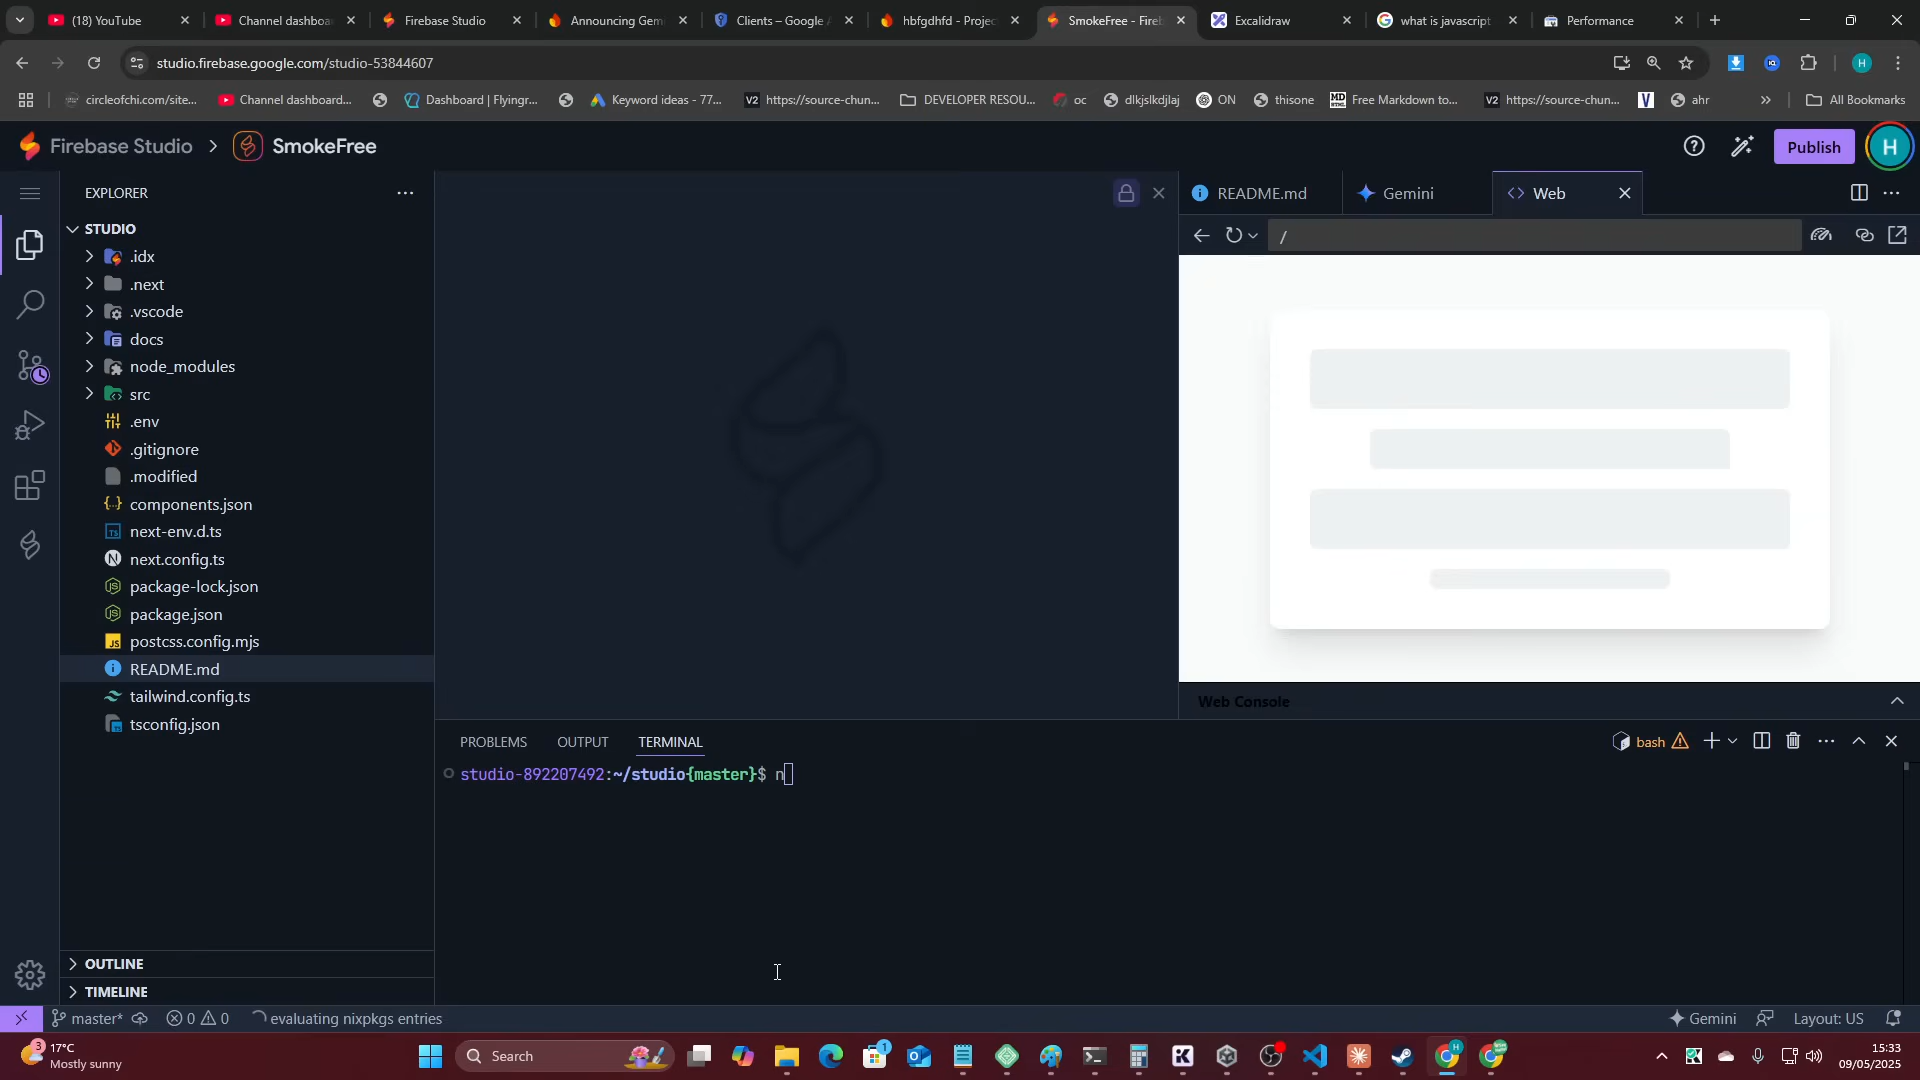 (18) YouTube
Channel dashboa
Firebase Studio
Announcing Gem
Clients – Google A
hbfgdhfd - Projec
SmokeFree - Fireb
Excalidraw
what is javascript
Performance
studio.firebase.google.com/studio-53844607
H
circleofchi.com/site...
Channel dashboard...
Dashboard | Flyingr...
Keyword ideas - 77...
V2 https://source-chun...
DEVELOPER RESOU...
oc
dlkjslkdjlaj
ON
thisone
Free Markdown to...
V2 https://source-chun...
V
ahr
All Bookmarks
Firebase Studio
SmokeFree
Publish
H
EXPLORER
README.md
Gemini
Web
STUDIO
/
.idx
.next
.vscode
docs
node_modules
src
.env
.gitignore
.modified
components.json
next-env.d.ts
next.config.ts
package-lock.json
package.json
postcss.config.mjs
README.md
tailwind.config.ts
tsconfig.json
Web Console
PROBLEMS
OUTPUT
TERMINAL
bash
studio-892207492:~/studio{master}$ n
OUTLINE
TIMELINE
master*
0
0
evaluating nixpkgs entries
Gemini
Layout: US
3
17°C
Mostly sunny
Search
1
15:33
09/05/2025